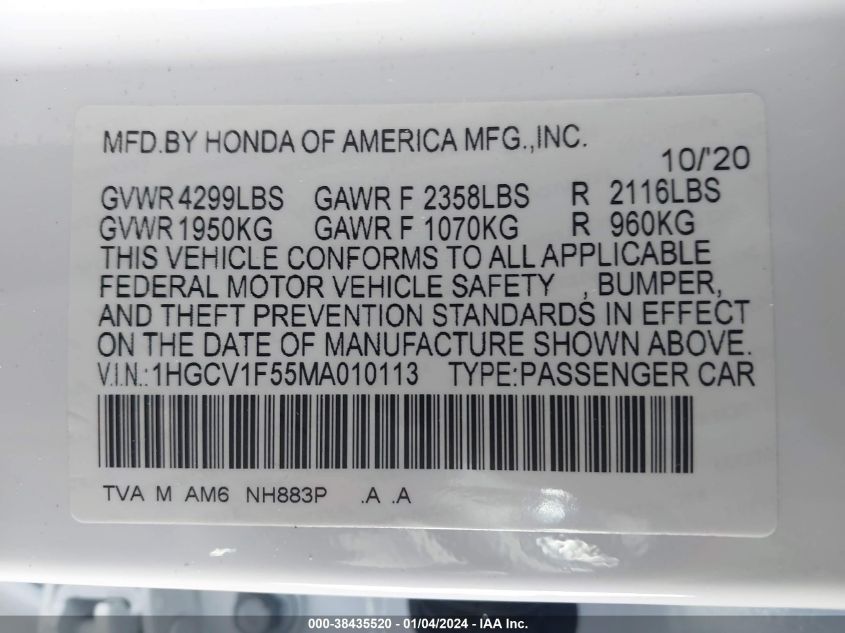 MFD.BY HONDA OF AMERICA MFG.,INC.
10/'20
GVWR 4299LBS GAWR F 2358LBS R 2116LBS
GVWR 1950KG GAWR F 1070KG R 960KG
THIS VEHICLE CONFORMS TO ALL APPLICABLE
FEDERAL MOTOR VEHICLE SAFETY , BUMPER,
AND THEFT PREVENTION STANDARDS IN EFFECT
ON THE DATE OF MANUFACTURE SHOWN ABOVE.
V.I.N.:1HGCV1F55MA010113 TYPE:PASSENGER CAR
TVA M AM6 NH883P .A .A
000-38435520 - 01/04/2024 - IAA Inc.